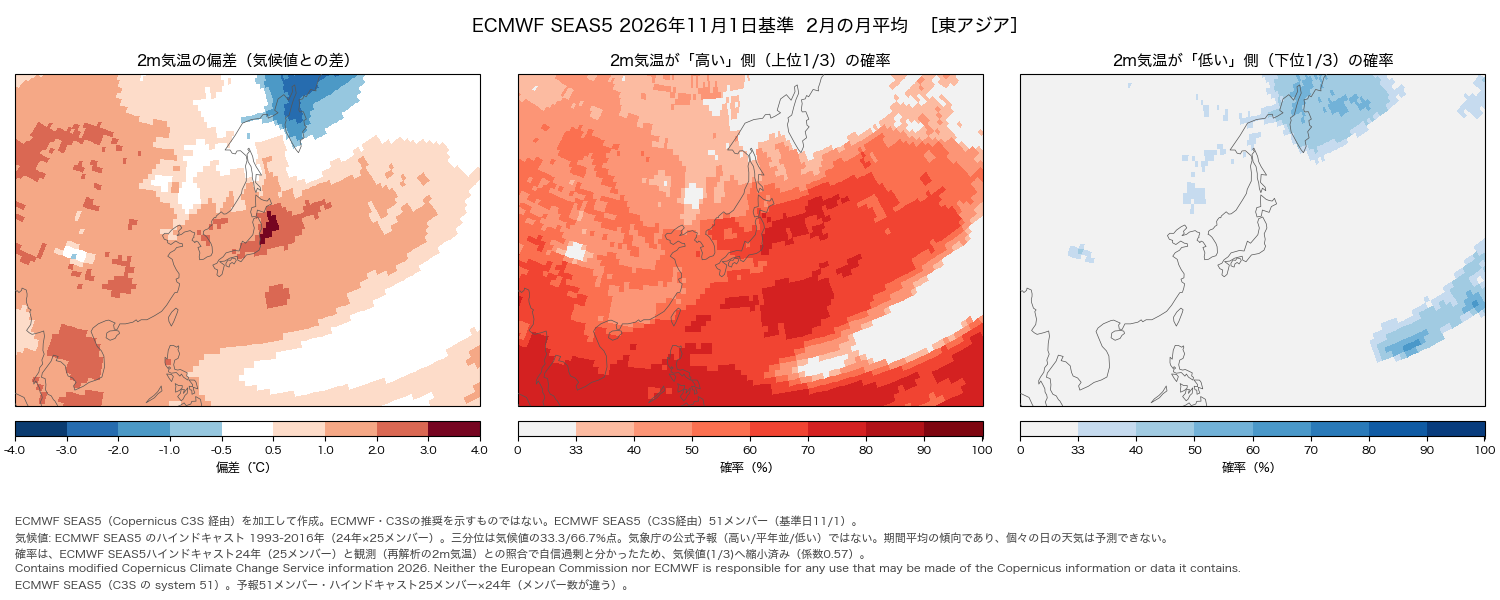 ECMWF SEAS5 2026年11月1日基準 2月の月平均 ［東アジア］
2m気温の偏差（気候値との差）
2m気温が「高い」側（上位1/3）の確率
2m気温が「低い」側（下位1/3）の確率
-4.0 -3.0 -2.0 -1.0 -0.5 0.5 1.0 2.0 3.0 4.0
偏差（℃）
0 33 40 50 60 70 80 90 100
確率（%）
0 33 40 50 60 70 80 90 100
確率（%）
ECMWF SEAS5（Copernicus C3S 経由）を加工して作成。ECMWF・C3Sの推奨を示すものではない。ECMWF SEAS5（C3S経由）51メンバー（基準日11/1）。
気候値: ECMWF SEAS5 のハインドキャスト 1993-2016年（24年×25メンバー）。三分位は気候値の33.3/66.7%点。気象庁の公式予報（高い/平年並/低い）ではない。期間平均の傾向であり、個々の日の天気は予測できない。
確率は、ECMWF SEAS5ハインドキャスト24年（25メンバー）と観測（再解析の2m気温）との照合で自信過剰と分かったため、気候値(1/3)へ縮小済み（係数0.57）。
Contains modified Copernicus Climate Change Service information 2026. Neither the European Commission nor ECMWF is responsible for any use that may be made of the Copernicus information or data it contains.
ECMWF SEAS5（C3S の system 51）。予報51メンバー・ハインドキャスト25メンバー×24年（メンバー数が違う）。